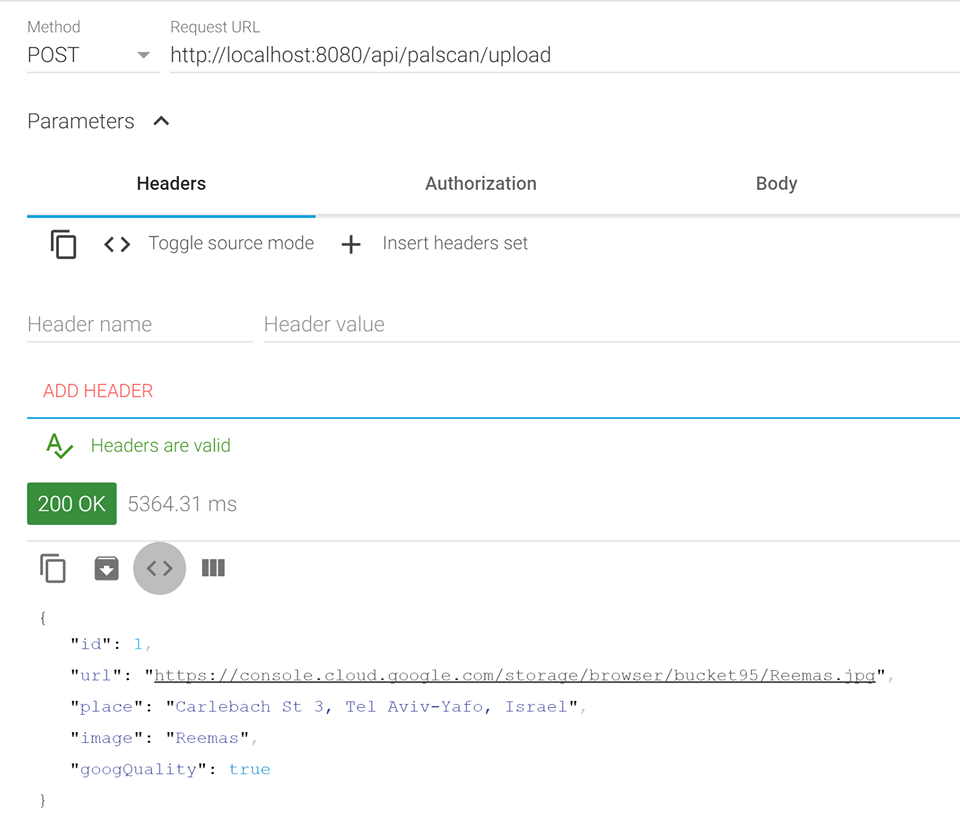 Method Request URL
POST http://localhost:8080/api/palscan/upload
Parameters
Headers Authorization Body
Toggle source mode Insert headers set
Header name Header value
ADD HEADER
Headers are valid
200 OK 5364.31 ms
{
"id": 1,
"url": "https://console.cloud.google.com/storage/browser/bucket95/Reemas.jpg",
"place": "Carlebach St 3, Tel Aviv-Yafo, Israel",
"image": "Reemas",
"googQuality": true
}